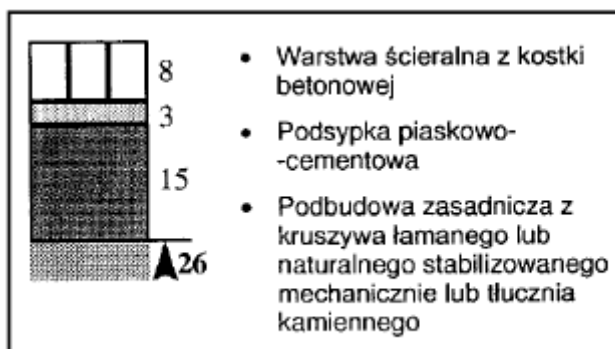 8
3
15
26
• Warstwa ścieralna z kostki
betonowej
• Podsypka piaskowo-
-cementowa
• Podbudowa zasadnicza z
kruszywa łamanego lub
naturalnego stabilizowanego
mechanicznie lub tłucznia
kamiennego